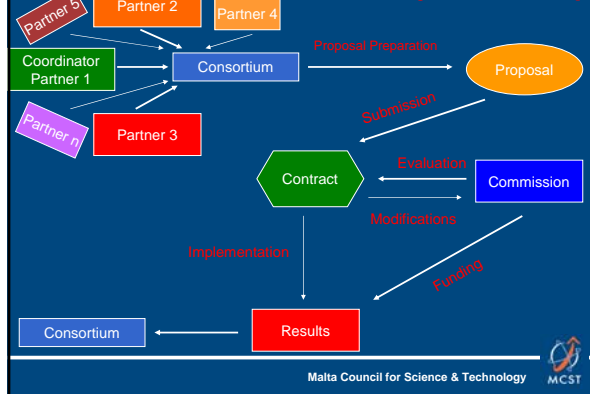 Partner 5
Partner 2
Partner 4
Coordinator
Partner 1
Consortium
Proposal Preparation
Proposal
Partner n
Partner 3
Submission
Contract
Evaluation
Commission
Modifications
Implementation
Funding
Consortium
Results
Malta Council for Science & Technology
MCST